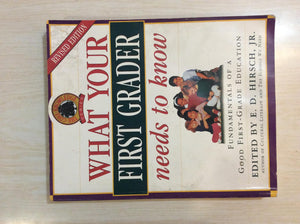 REVISED EDITION
WHAT YOUR
FIRST GRADER
needs to know
FUNDAMENTALS OF A
GOOD FIRST-GRADE EDUCATION
EDITED BY E. D. HIRSCH, JR.